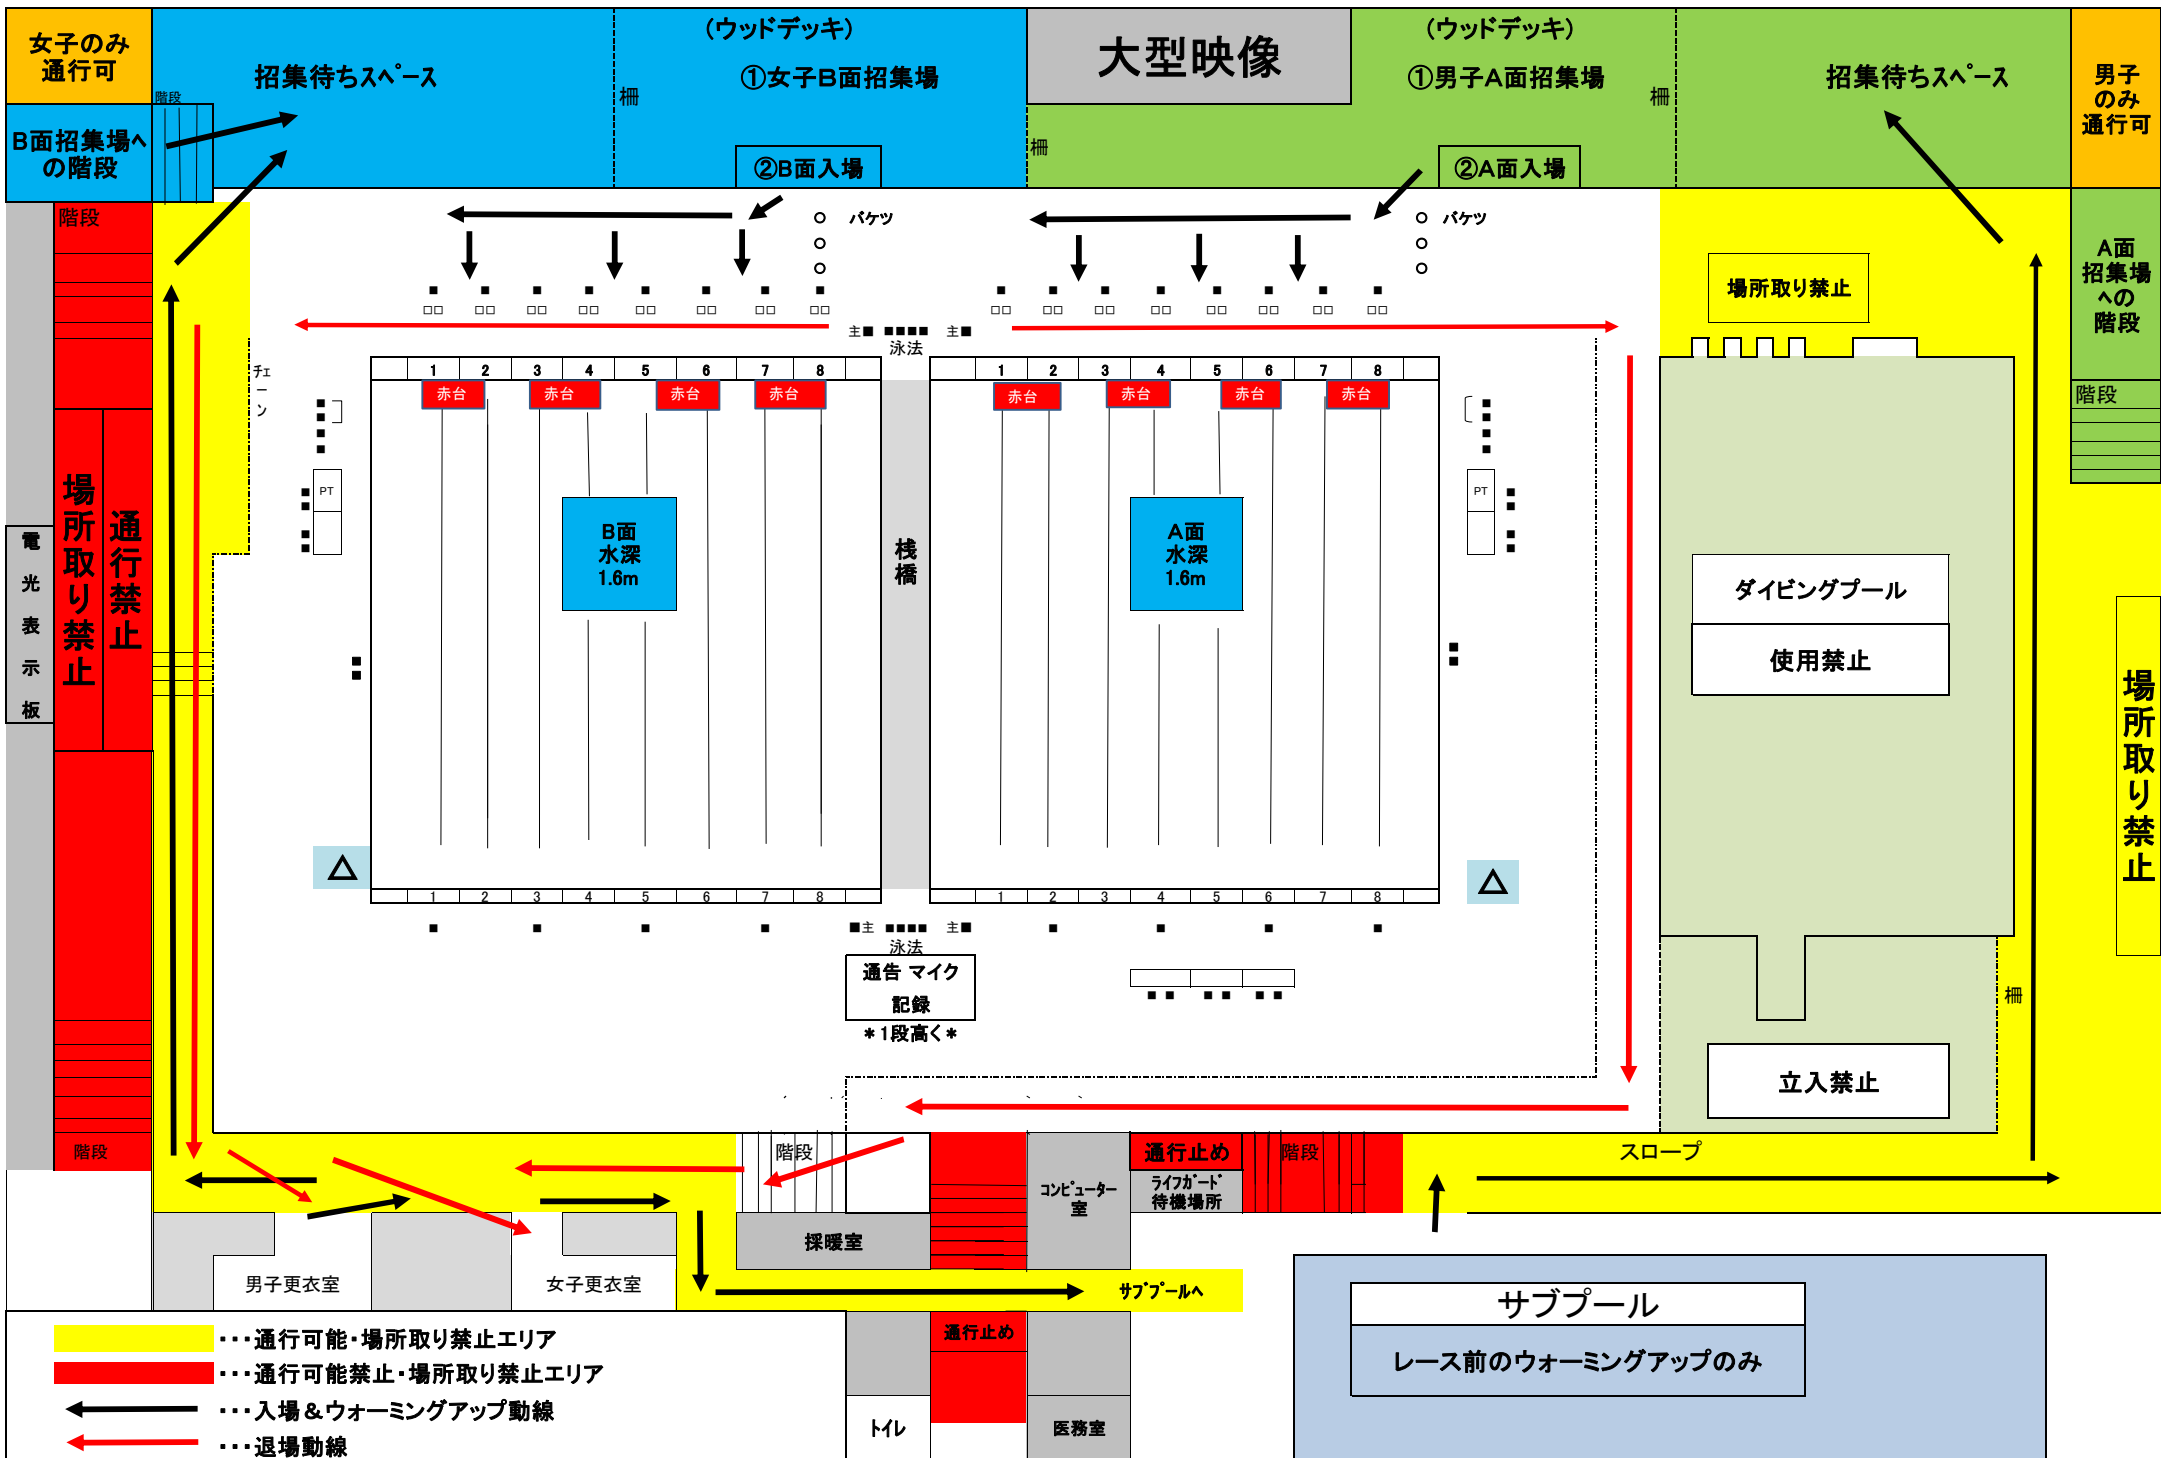 女子のみ
通行可
招集待ちスペース
(ウッドデッキ)
①女子B面招集場
大型映像
(ウッドデッキ)
①男子A面招集場
招集待ちスペース
男子
のみ
通行可
階段
柵
柵
柵
B面招集場へ
の階段
②B面入場
②A面入場
階段
バケツ
バケツ
A面
招集場
への
階段
場所取り禁止
主■ ■■■■ 主■
泳法
チェーン
1 2 3 4 5 6 7 8
1 2 3 4 5 6 7 8
赤台 赤台 赤台 赤台
赤台 赤台 赤台 赤台
階段
PT
PT
場所取り禁止
通行禁止
電光表示板
B面
水深
1.6m
桟橋
A面
水深
1.6m
ダイビングプール
使用禁止
場所取り禁止
△
△
1 2 3 4 5 6 7 8
1 2 3 4 5 6 7 8
■主 ■■■■ 主■
泳法
通告 マイク
記録
*1段高く*
柵
立入禁止
階段
階段
通行止め
階段
スロープ
コンピューター
室
ライフガード
待機場所
採暖室
男子更衣室
女子更衣室
サブプールへ
サブプール
レース前のウォーミングアップのみ
通行止め
トイレ
医務室
・・・通行可能・場所取り禁止エリア
・・・通行可能禁止・場所取り禁止エリア
・・・入場&ウォーミングアップ動線
・・・退場動線